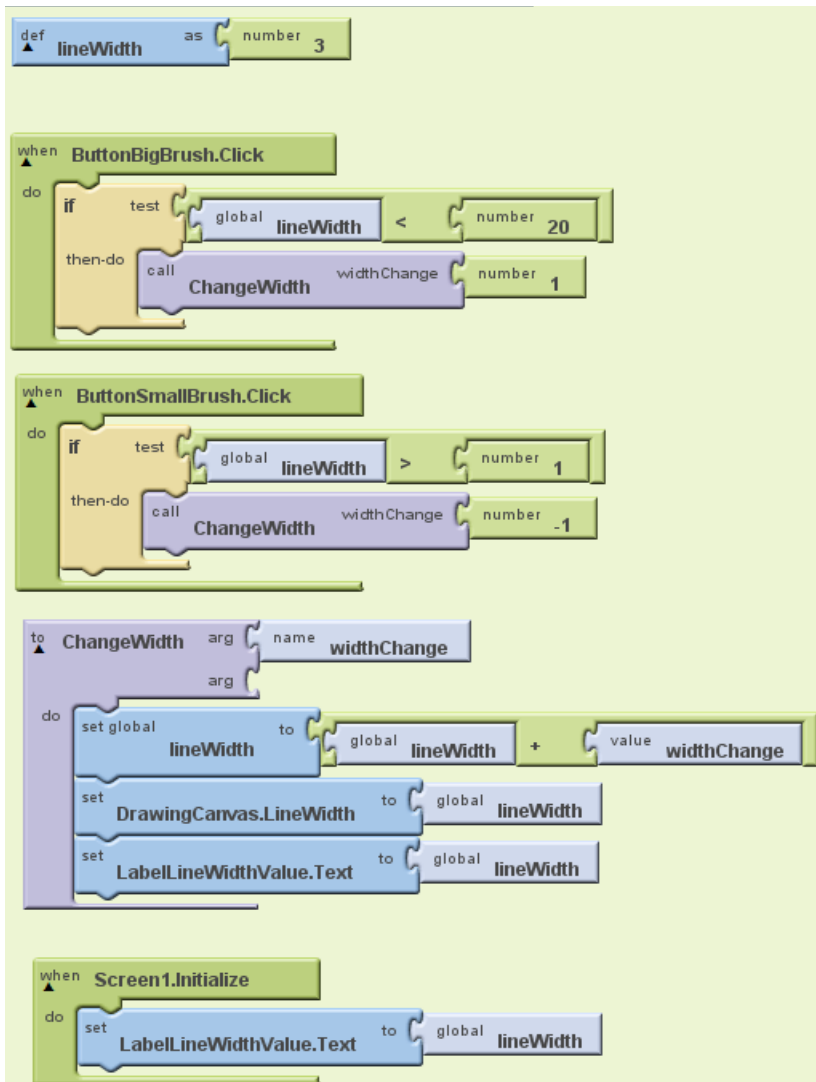 def lineWidth as number 3
when ButtonBigBrush.Click
do if test global lineWidth < number 20
then-do call ChangeWidth widthChange number 1
when ButtonSmallBrush.Click
do if test global lineWidth > number 1
then-do call ChangeWidth widthChange number -1
to ChangeWidth arg name widthChange
arg
do set global lineWidth to global lineWidth + value widthChange
set DrawingCanvas.LineWidth to global lineWidth
set LabelLineWidthValue.Text to global lineWidth
when Screen1.Initialize
do set LabelLineWidthValue.Text to global lineWidth